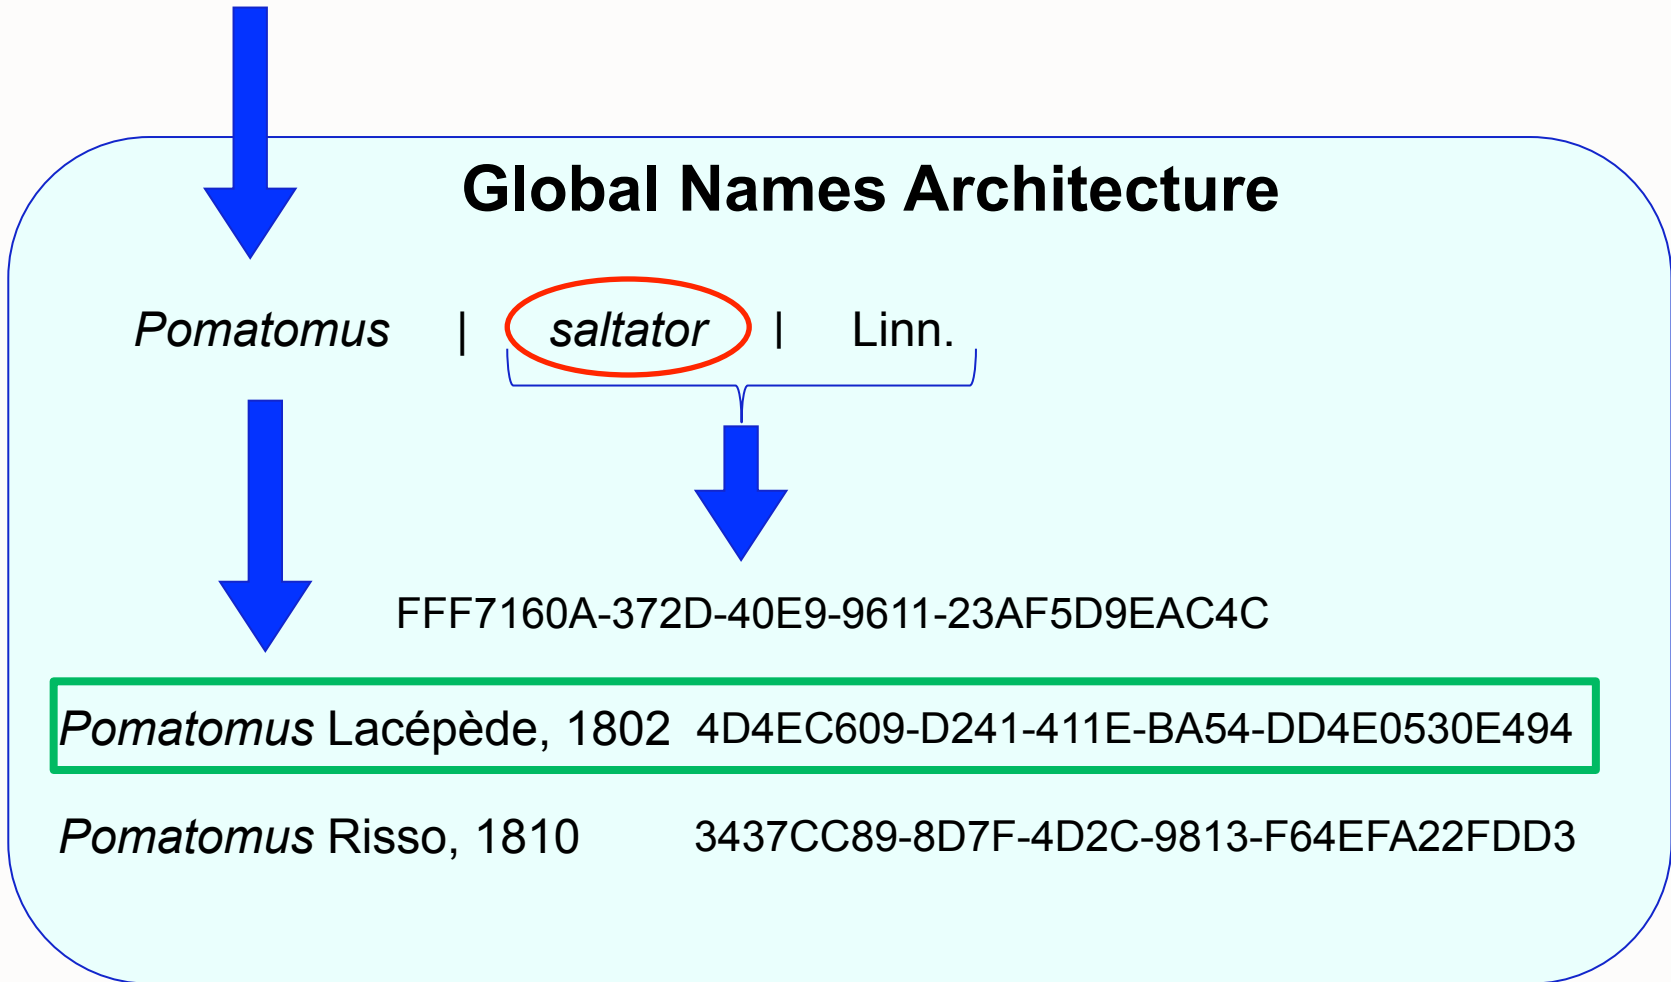 Global Names Architecture
Pomatomus | saltator | Linn.
FFF7160A-372D-40E9-9611-23AF5D9EAC4C
Pomatomus Lacépède, 1802 4D4EC609-D241-411E-BA54-DD4E0530E494
Pomatomus Risso, 1810 3437CC89-8D7F-4D2C-9813-F64EFA22FDD3